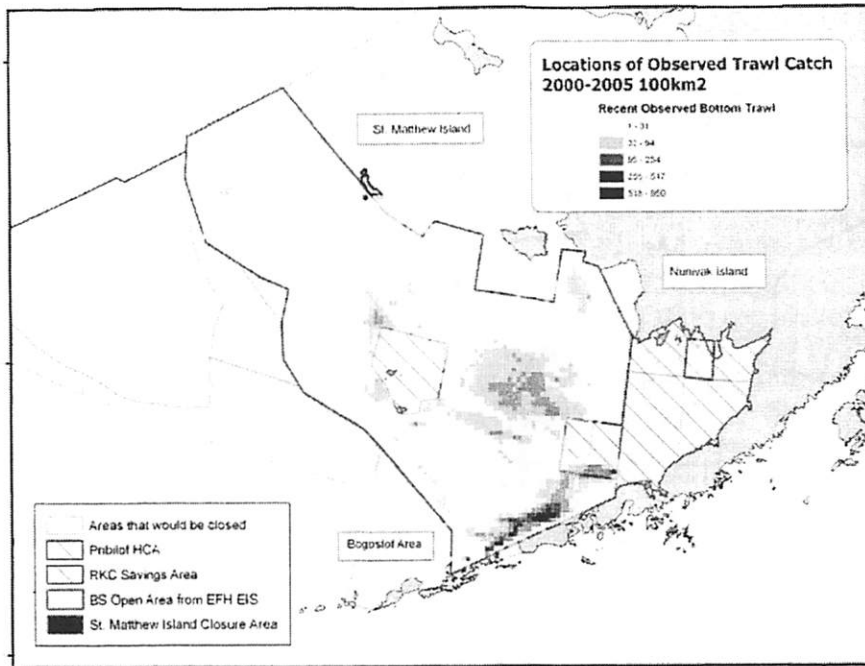 Locations of Observed Trawl Catch
2000-2005 100km2
Recent Observed Bottom Trawl
1 - 31
32 - 94
95 - 254
255 - 517
518 - 950
St. Matthew Island
Nunivak Island
Bogoslof Area
Areas that would be closed
Pribilof HCA
RKC Savings Area
BS Open Area from EFH EIS
St. Matthew Island Closure Area